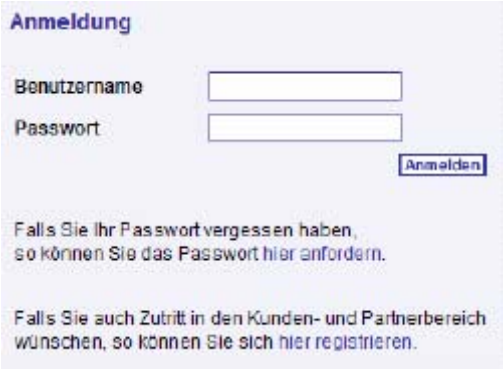 Anmeldung
Benutzername
Passwort
Anmelden
Falls Sie Ihr Passwort vergessen haben,
so können Sie das Passwort hier anfordern.
Falls Sie auch Zutritt in den Kunden- und Partnerbereich
wünschen, so können Sie sich hier registrieren.